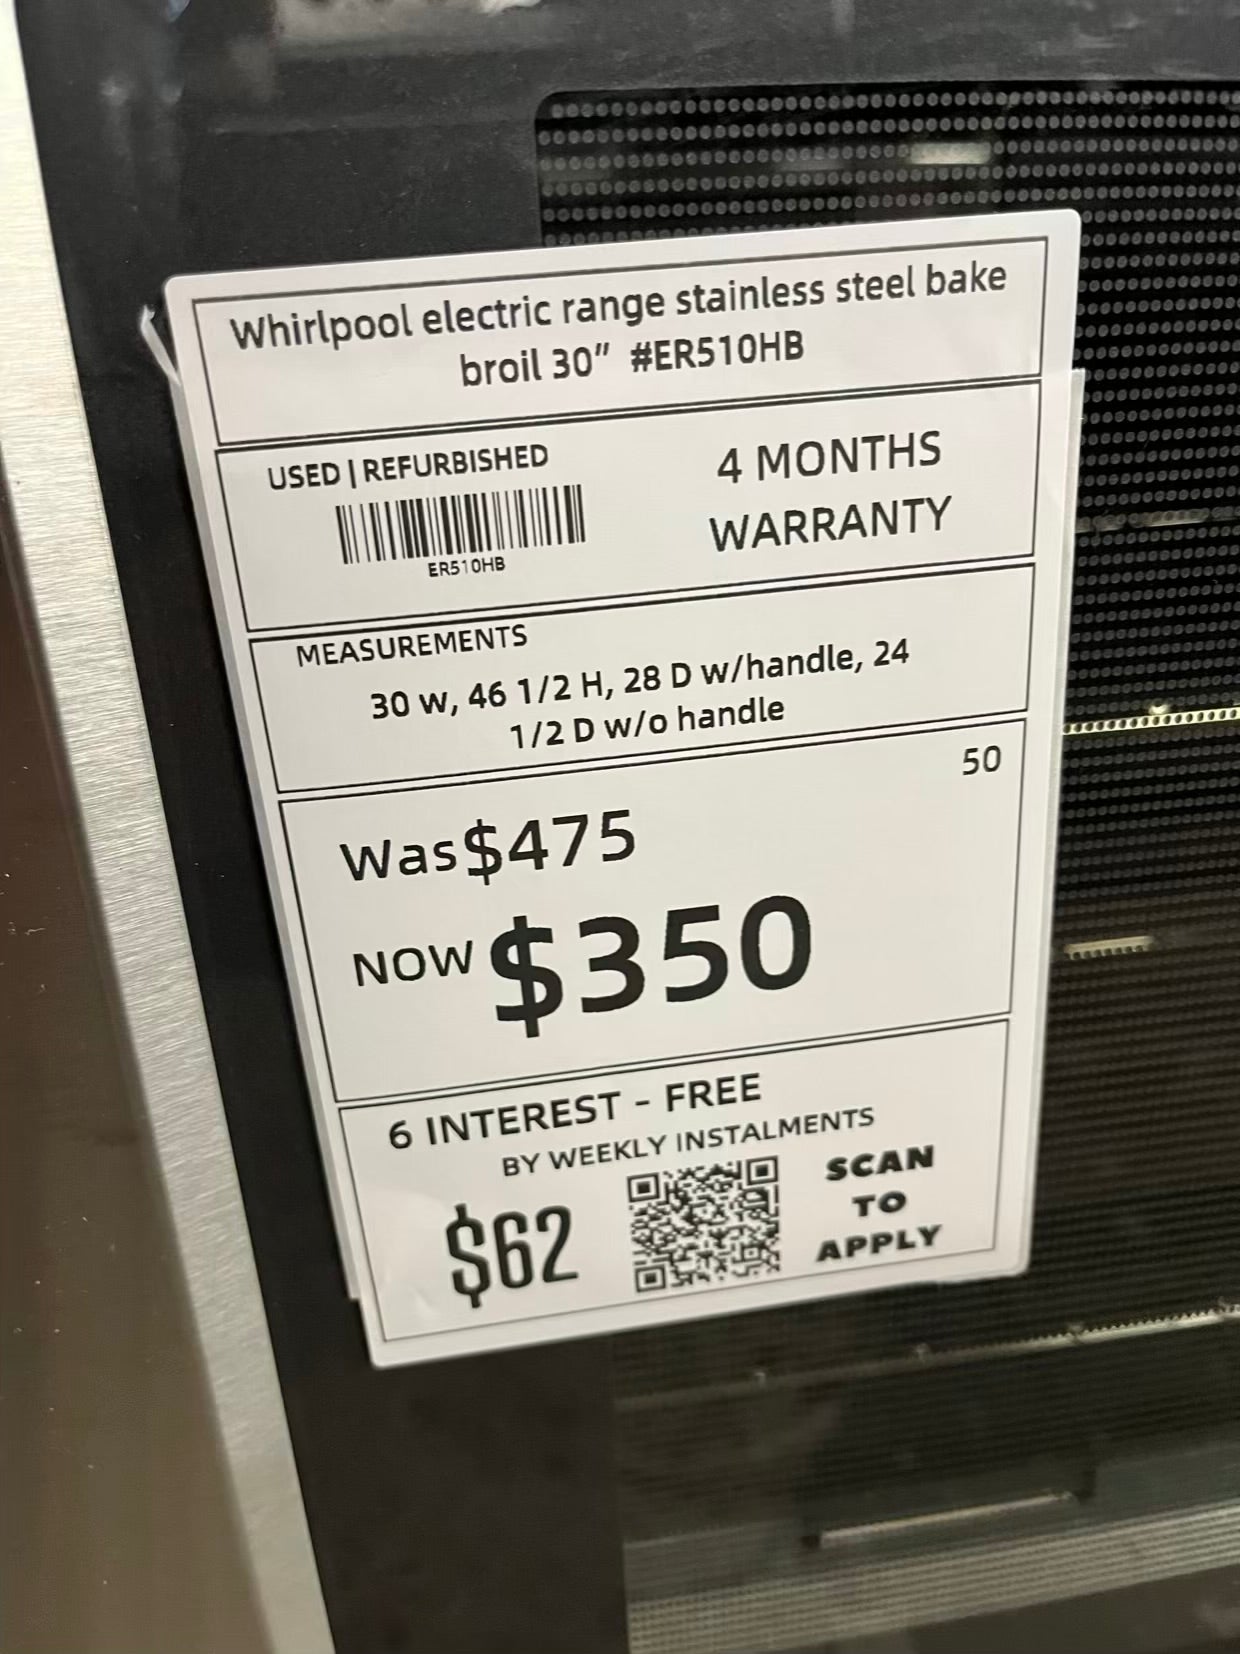 Whirlpool electric range stainless steel bake
broil 30" #ER510HB
USED | REFURBISHED
ER510HB
4 MONTHS
WARRANTY
MEASUREMENTS
30 w, 46 1/2 H, 28 D w/handle, 24
1/2 D w/o handle
50
Was $475
NOW $350
6 INTEREST - FREE
BY WEEKLY INSTALMENTS
$62
SCAN
TO
APPLY